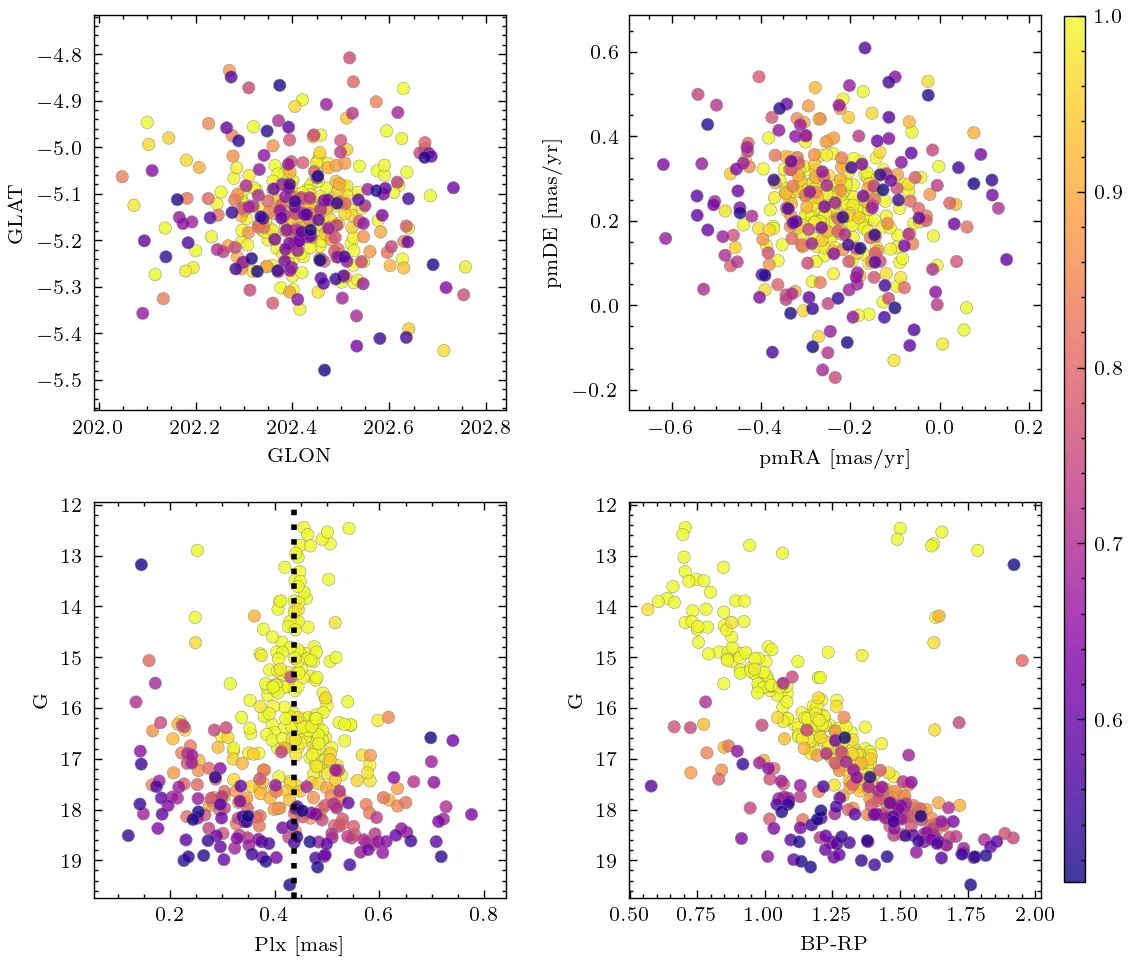 −4.8
−4.9
−5.0
−5.1
−5.2
−5.3
−5.4
−5.5
GLAT
202.0 202.2 202.4 202.6 202.8
GLON
0.6
0.4
0.2
0.0
−0.2
pmDE [mas/yr]
−0.6 −0.4 −0.2 0.0 0.2
pmRA [mas/yr]
1.0
0.9
0.8
0.7
0.6
12
13
14
15
16
17
18
19
G
0.2 0.4 0.6 0.8
Plx [mas]
12
13
14
15
16
17
18
19
G
0.50 0.75 1.00 1.25 1.50 1.75 2.00
BP-RP